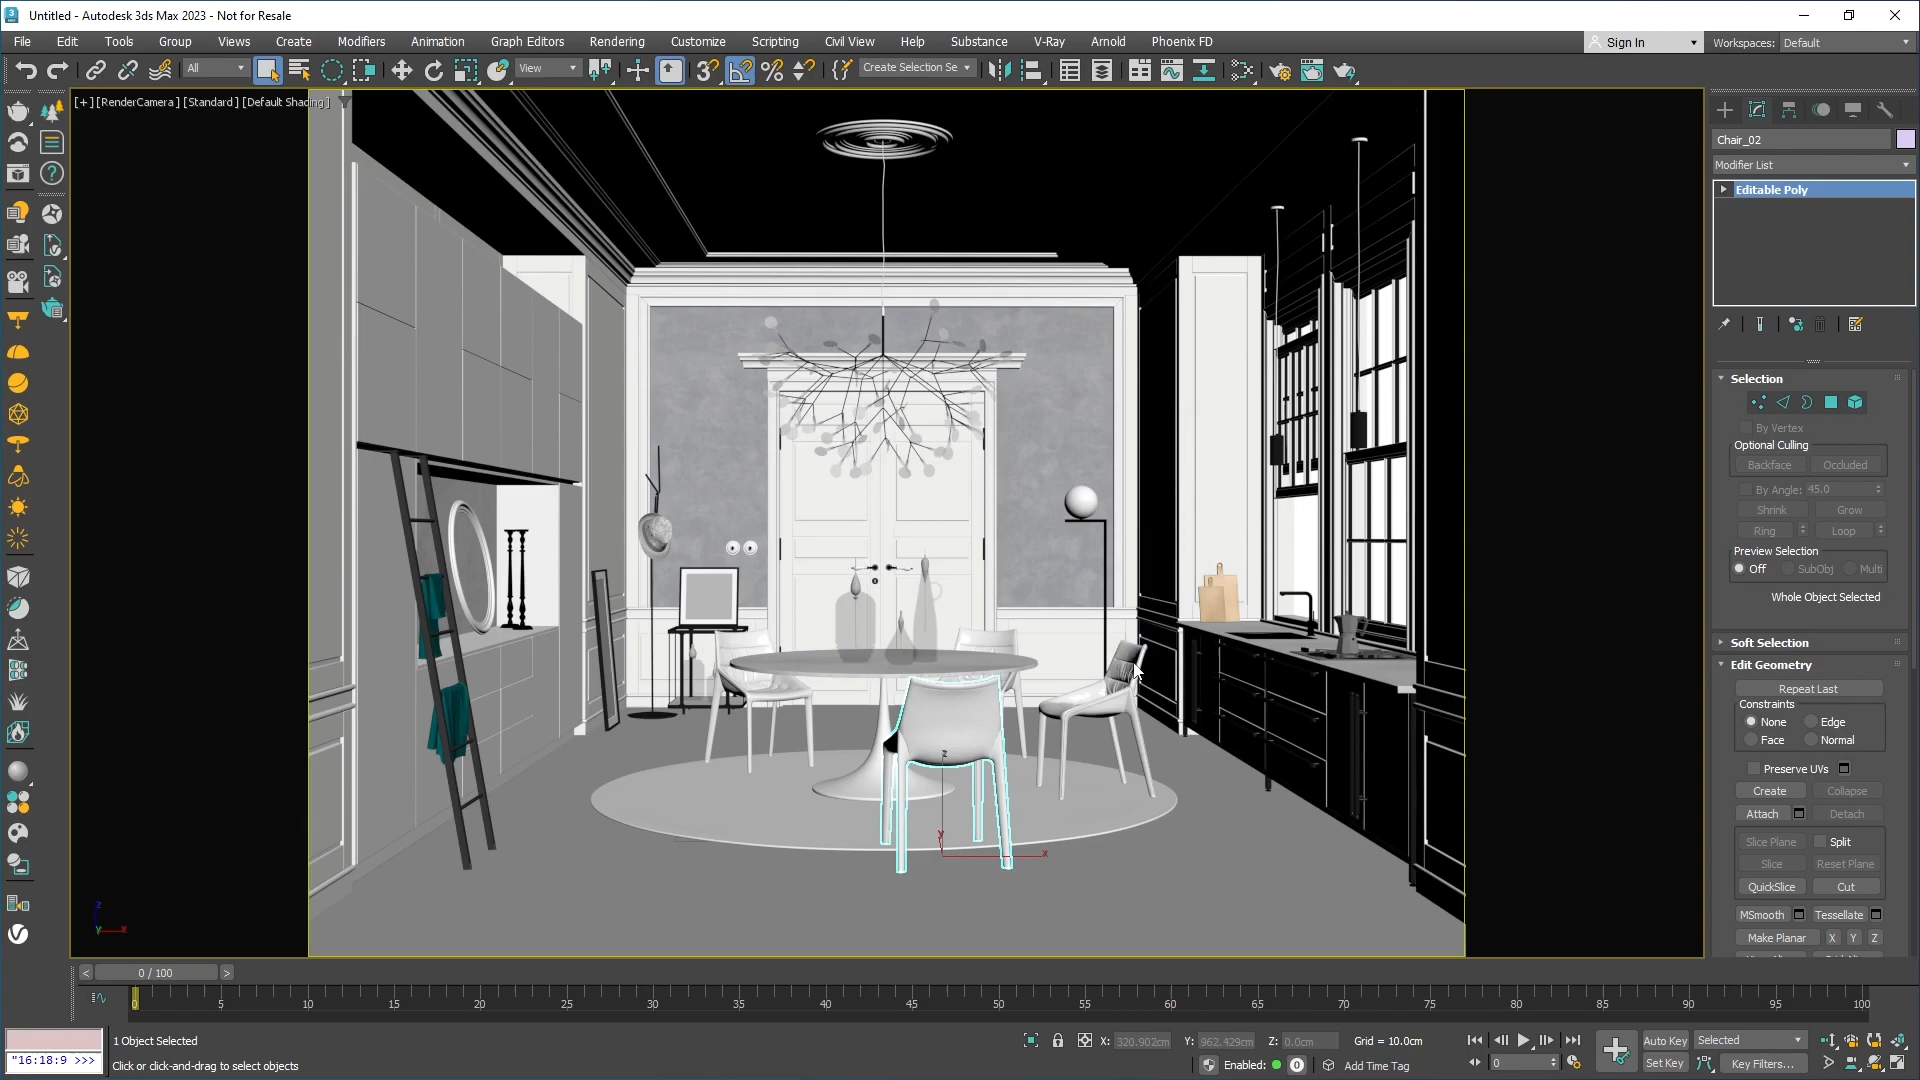 Untitled - Autodesk 3ds Max 2023 - Not for Resale
File Edit Tools Group Views Create Modifiers Animation Graph Editors Rendering Customize Scripting Civil View Help Substance V-Ray Arnold Phoenix FD
Sign In
Workspaces: Default
All
View
Create Selection Se
[+] [RenderCamera] [Standard] [Default Shading]
Chair_02
Modifier List
Editable Poly
Selection
By Vertex
Optional Culling
Backface Occluded
By Angle: 45.0
Shrink Grow
Ring Loop
Preview Selection
Off SubObj Multi
Whole Object Selected
Soft Selection
Edit Geometry
Repeat Last
Constraints
None Edge
Face Normal
Preserve UVs
Create Collapse
Attach Detach
Slice Plane Split
Slice Reset Plane
QuickSlice Cut
MSmooth Tessellate
Make Planar X Y Z
z
y
x
z
y x
< 0 / 100 >
0 5 10 15 20 25 30 35 40 45 50 55 60 65 70 75 80 85 90 95 100
1 Object Selected
X: 320.902cm Y: 962.429cm Z: 0.0cm Grid = 10.0cm
Auto Key Selected
"16:18:9 >>>
Click or click-and-drag to select objects
Enabled: 0 Add Time Tag
0
Set Key Key Filters...